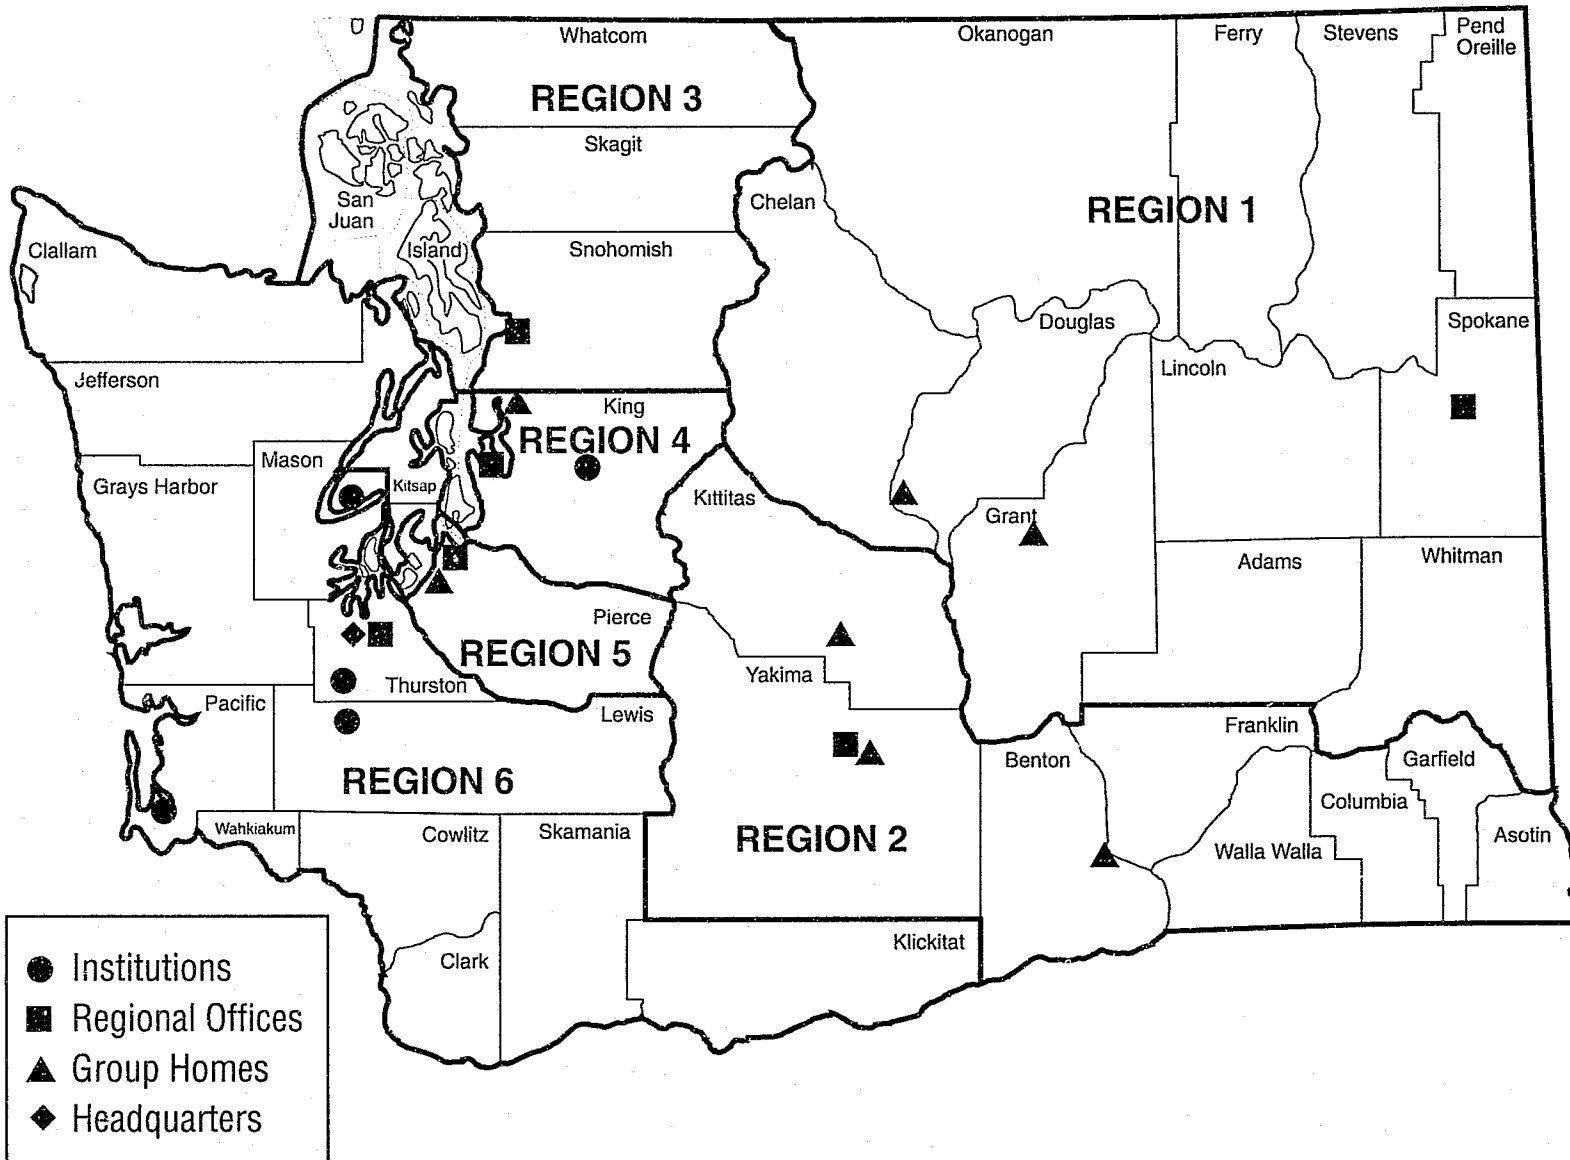 Whatcom
Okanogan
Ferry
Stevens
Pend
Oreille
REGION 3
Skagit
San
Juan
Chelan
REGION 1
Clallam
Island
Snohomish
Douglas
Spokane
Lincoln
Jefferson
King
REGION 4
Mason
Kitsap
Grays Harbor
Kittitas
Grant
Adams
Whitman
Pierce
REGION 5
Yakima
Thurston
Pacific
Lewis
Franklin
Benton
Garfield
REGION 6
Columbia
Wahkiakum
Cowlitz
Skamania
REGION 2
Walla Walla
Asotin
Klickitat
Clark
Institutions
Regional Offices
Group Homes
Headquarters